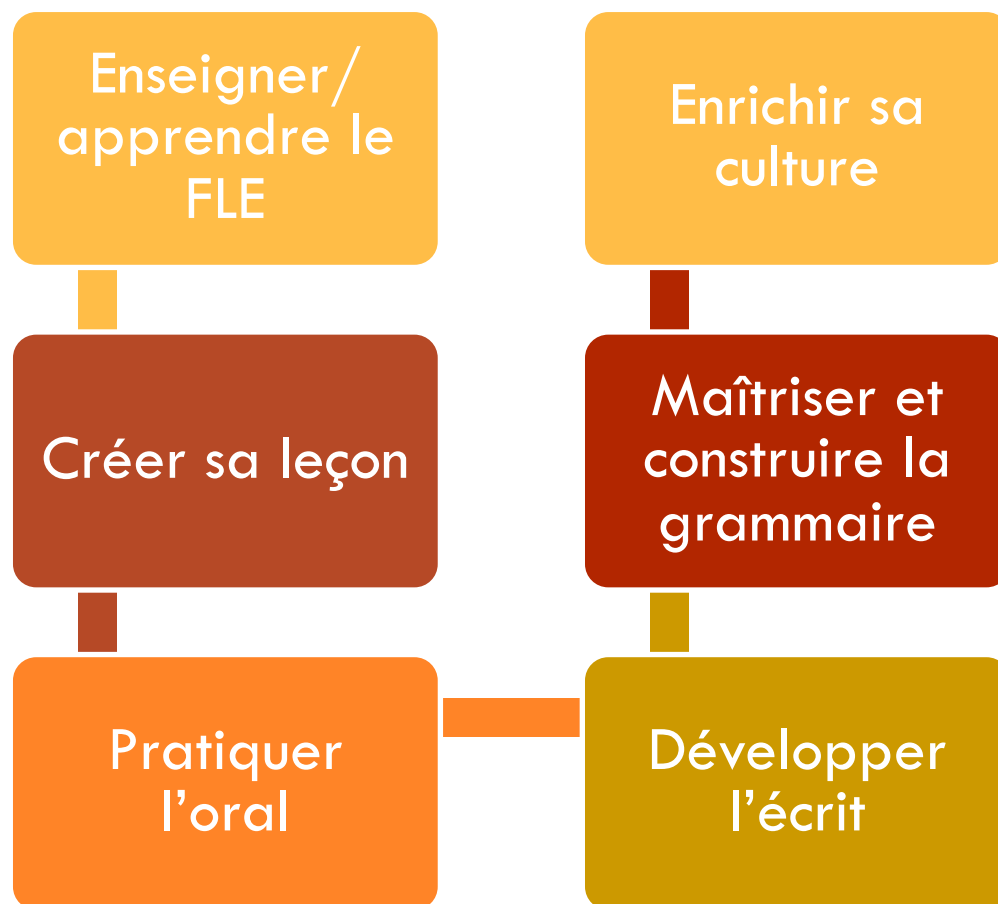 Enseigner/
apprendre le
FLE
Créer sa leçon
Pratiquer
l’oral
Développer
l’écrit
Maîtriser et
construire la
grammaire
Enrichir sa
culture